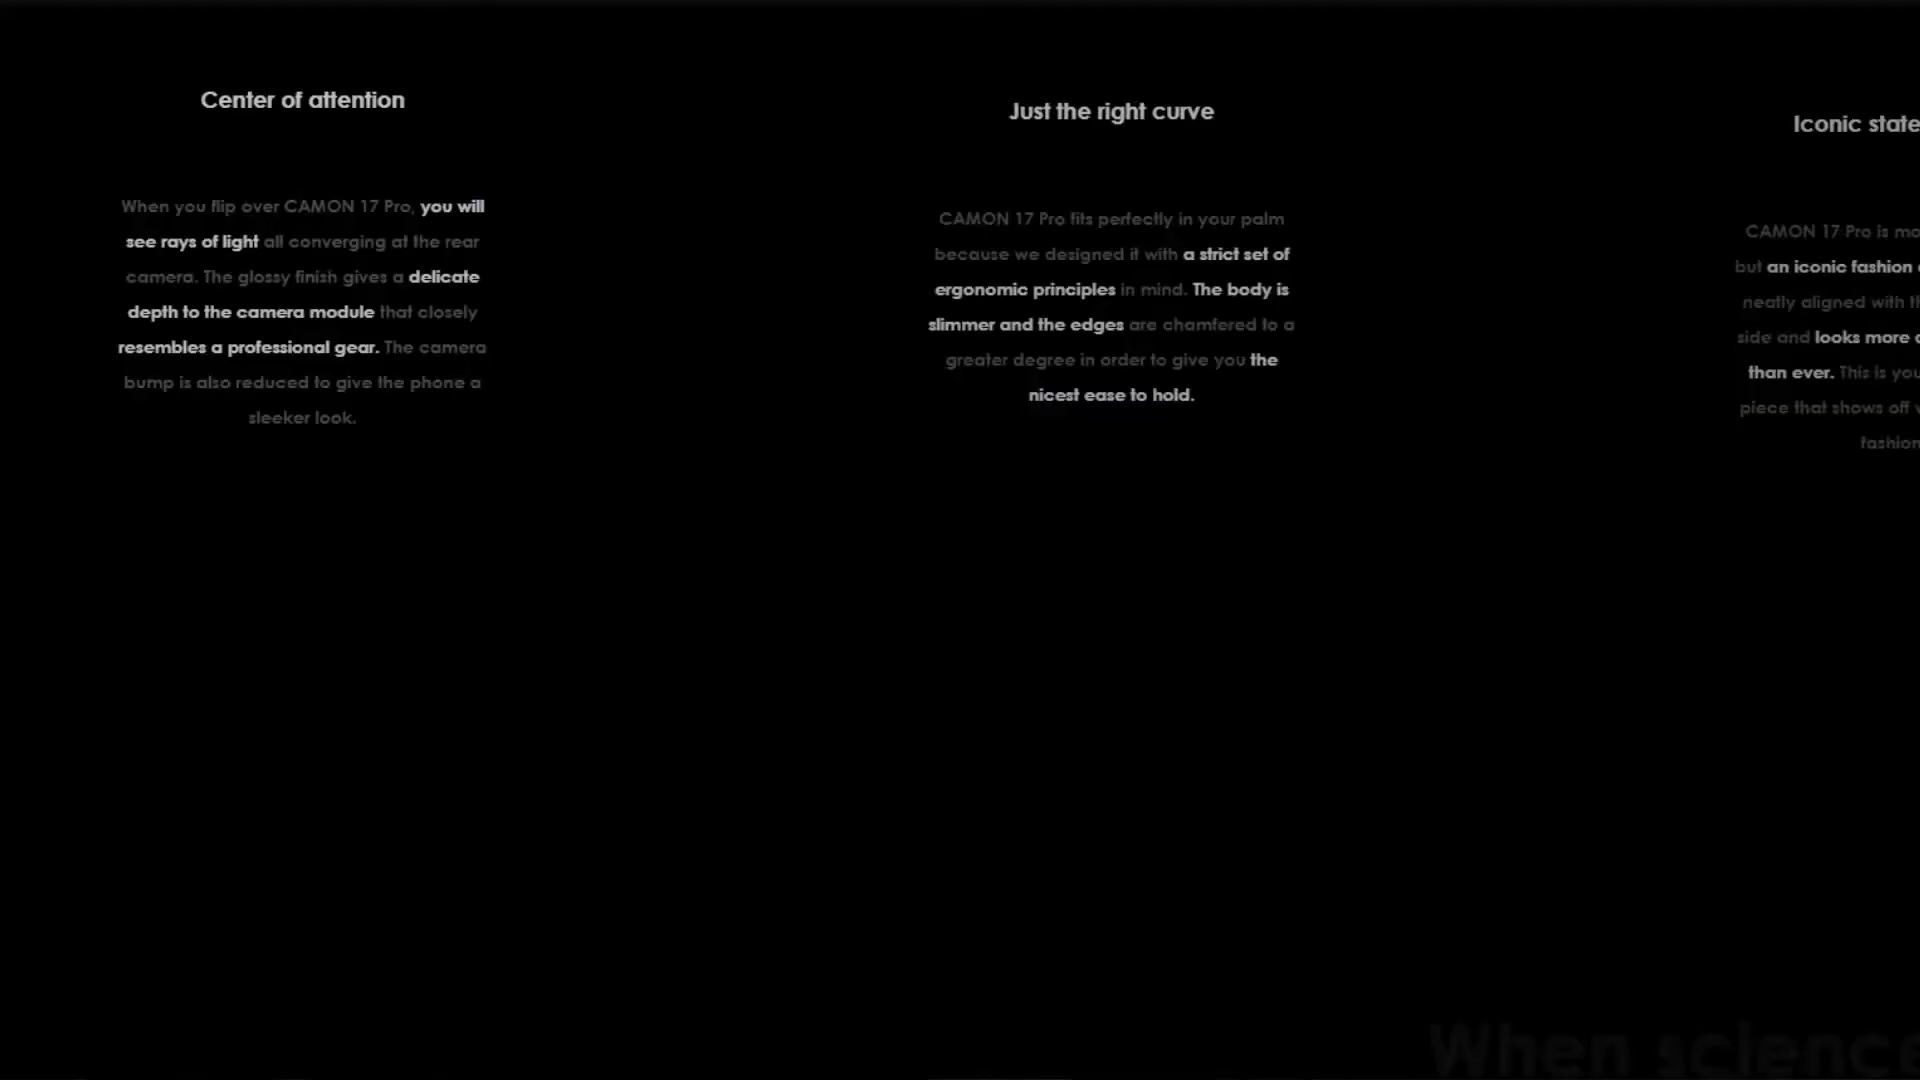 Center of attention
When you flip over CAMON 17 Pro, you will
see rays of light all converging at the rear
camera. The glossy finish gives a delicate
depth to the camera module that closely
resembles a professional gear. The camera
bump is also reduced to give the phone a
sleeker look.
Just the right curve
CAMON 17 Pro fits perfectly in your palm
because we designed it with a strict set of
ergonomic principles in mind. The body is
slimmer and the edges are chamfered to a
greater degree in order to give you the
nicest ease to hold.
Iconic
CAMON 17 Pro is
but an iconic fashion
neatly aligned with
side and looks more
than ever. This is
piece that shows off
When science